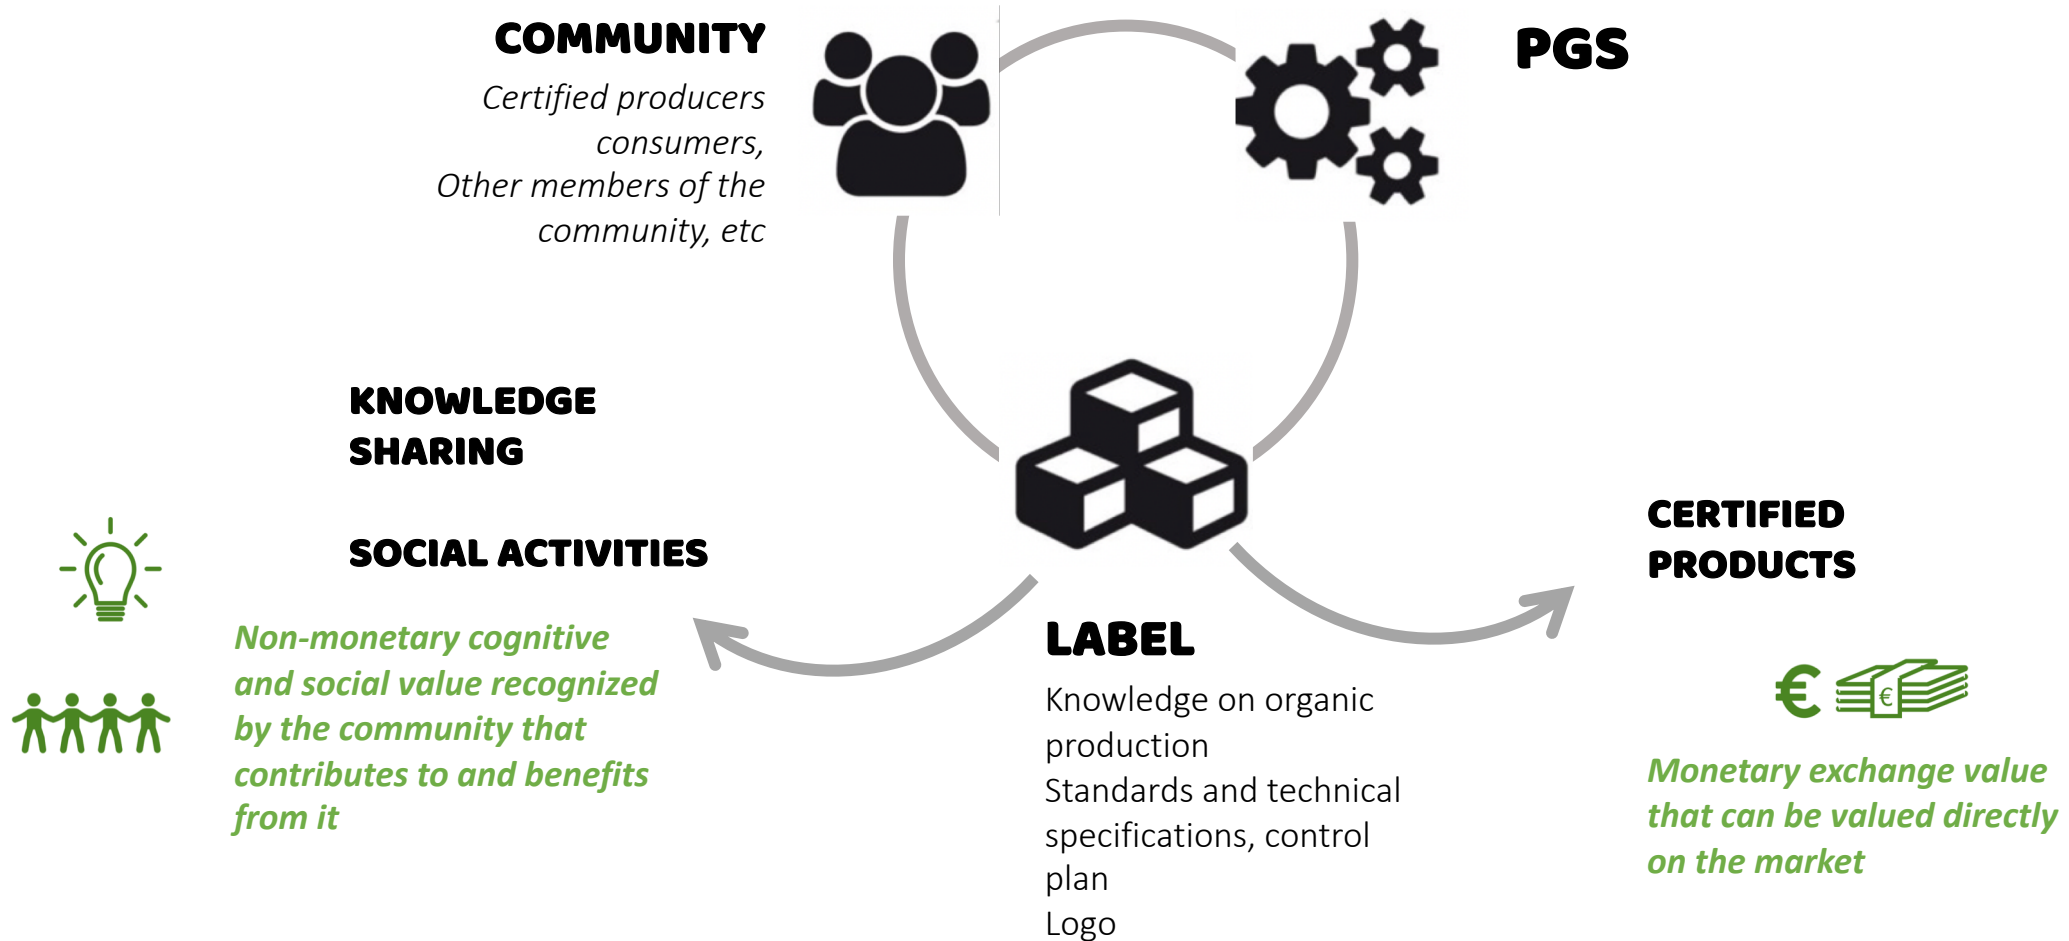 COMMUNITY
Certified producers
consumers,
Other members of the
community, etc
PGS
KNOWLEDGE
SHARING
SOCIAL ACTIVITIES
Non-monetary cognitive
and social value recognized
by the community that
contributes to and benefits
from it
LABEL
Knowledge on organic
production
Standards and technical
specifications, control
plan
Logo
CERTIFIED
PRODUCTS
€ €
Monetary exchange value
that can be valued directly
on the market